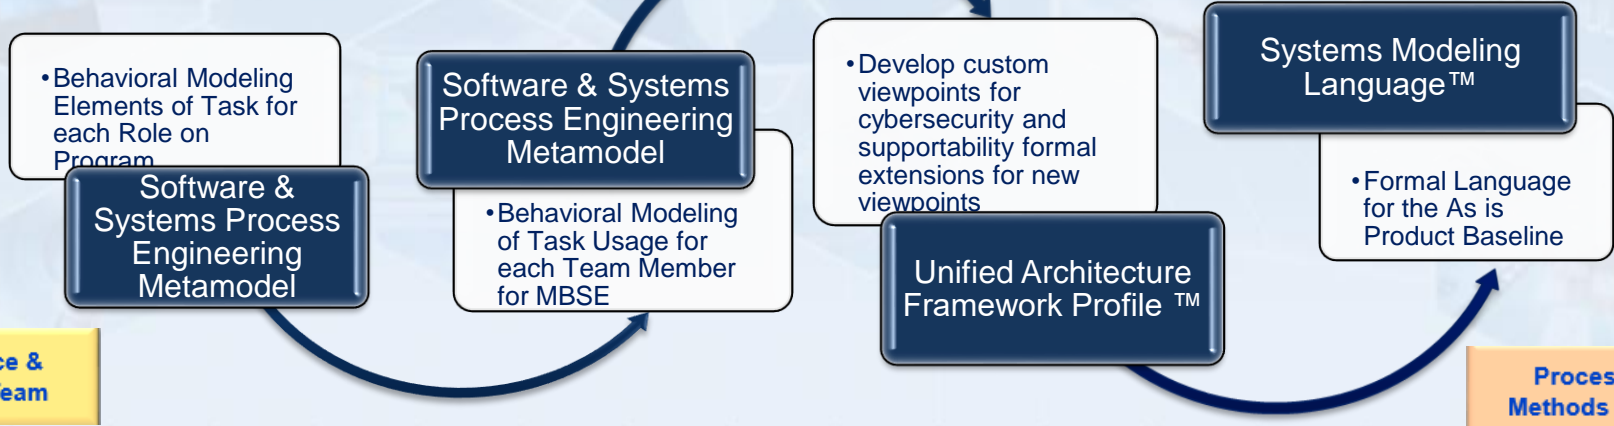 •Behavioral Modeling
Elements of Task for
each Role on
Program
Software &
Systems Process
Engineering
Metamodel
Software & Systems
Process Engineering
Metamodel
•Behavioral Modeling
of Task Usage for
each Team Member
for MBSE
•Develop custom
viewpoints for
cybersecurity and
supportability formal
extensions for new
viewpoints
Unified Architecture
Framework Profile ™
Systems Modeling
Language™
•Formal Language
for the As is
Product Baseline
&
Methods